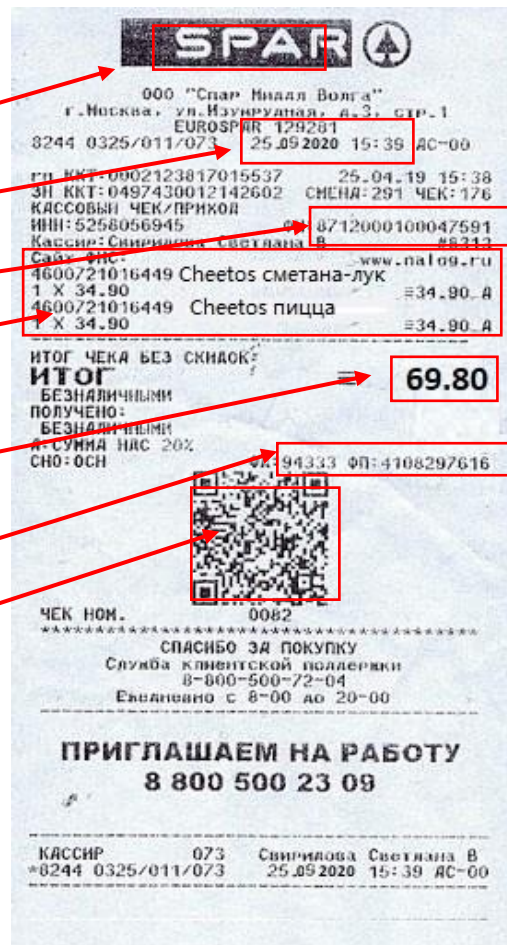 SPAR
ООО "Спар Миддл Волга"
г.Москва, ул.Изумрудная, д.3, стр.1
EUROSPAR 129281
8244 0325/011/073 25.09 2020 15:39 АС-00
РН ККТ:0002123817015537 25.04.19 15:38
ЗН ККТ:0497430012142602 СМЕНА:291 ЧЕК:176
КАССОВЫЙ ЧЕК/ПРИХОД
ИНН:5258056945 8712000100047591
Кассир:Свиридова Светлана В #8213
Сайт ФНС: www.nalog.ru
4600721016449 Cheetos сметана-лук
1 X 34.90 =34.90_А
4600721016449 Cheetos пицца
1 X 34.90 =34.90_А
ИТОГ ЧЕКА БЕЗ СКИДОК:
ИТОГ = 69.80
БЕЗНАЛИЧНЫМИ
ПОЛУЧЕНО:
БЕЗНАЛИЧНЫМИ
А:СУММА НДС 20%
СНО:ОСН ФД:94333 ФП:4108297616
ЧЕК НОМ. 0082
СПАСИБО ЗА ПОКУПКУ
Служба клиентской поддержки
8-800-500-72-04
Ежедневно с 8-00 до 20-00
ПРИГЛАШАЕМ НА РАБОТУ
8 800 500 23 09
КАССИР 073 Свиридова Светлана В
*8244 0325/011/073 25.09 2020 15:39 АС-00